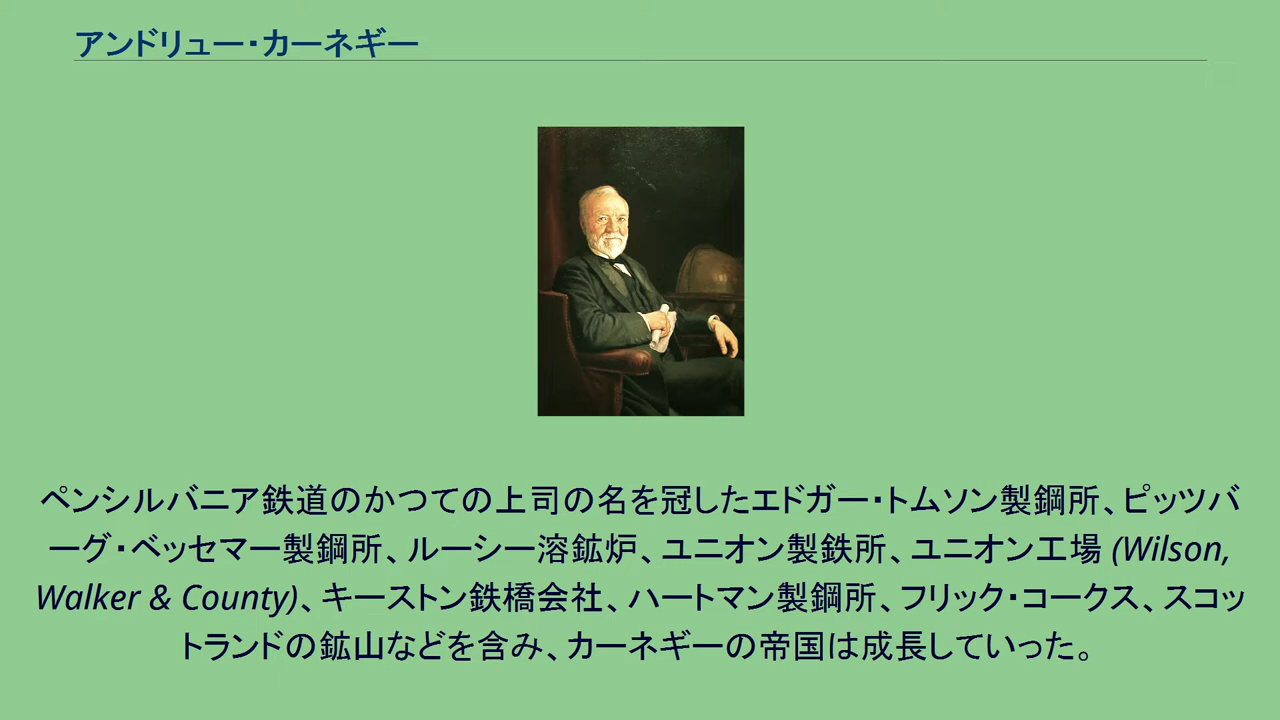 アンドリュー・カーネギー
ペンシルバニア鉄道のかつての上司の名を冠したエドガー・トムソン製鋼所、ピッツバ
ーグ・ベッセマー製鋼所、ルーシー溶鉱炉、ユニオン製鉄所、ユニオン工場 (Wilson,
Walker & County)、キーストン鉄橋会社、ハートマン製鋼所、フリック・コークス、スコッ
トランドの鉱山などを含み、カーネギーの帝国は成長していった。